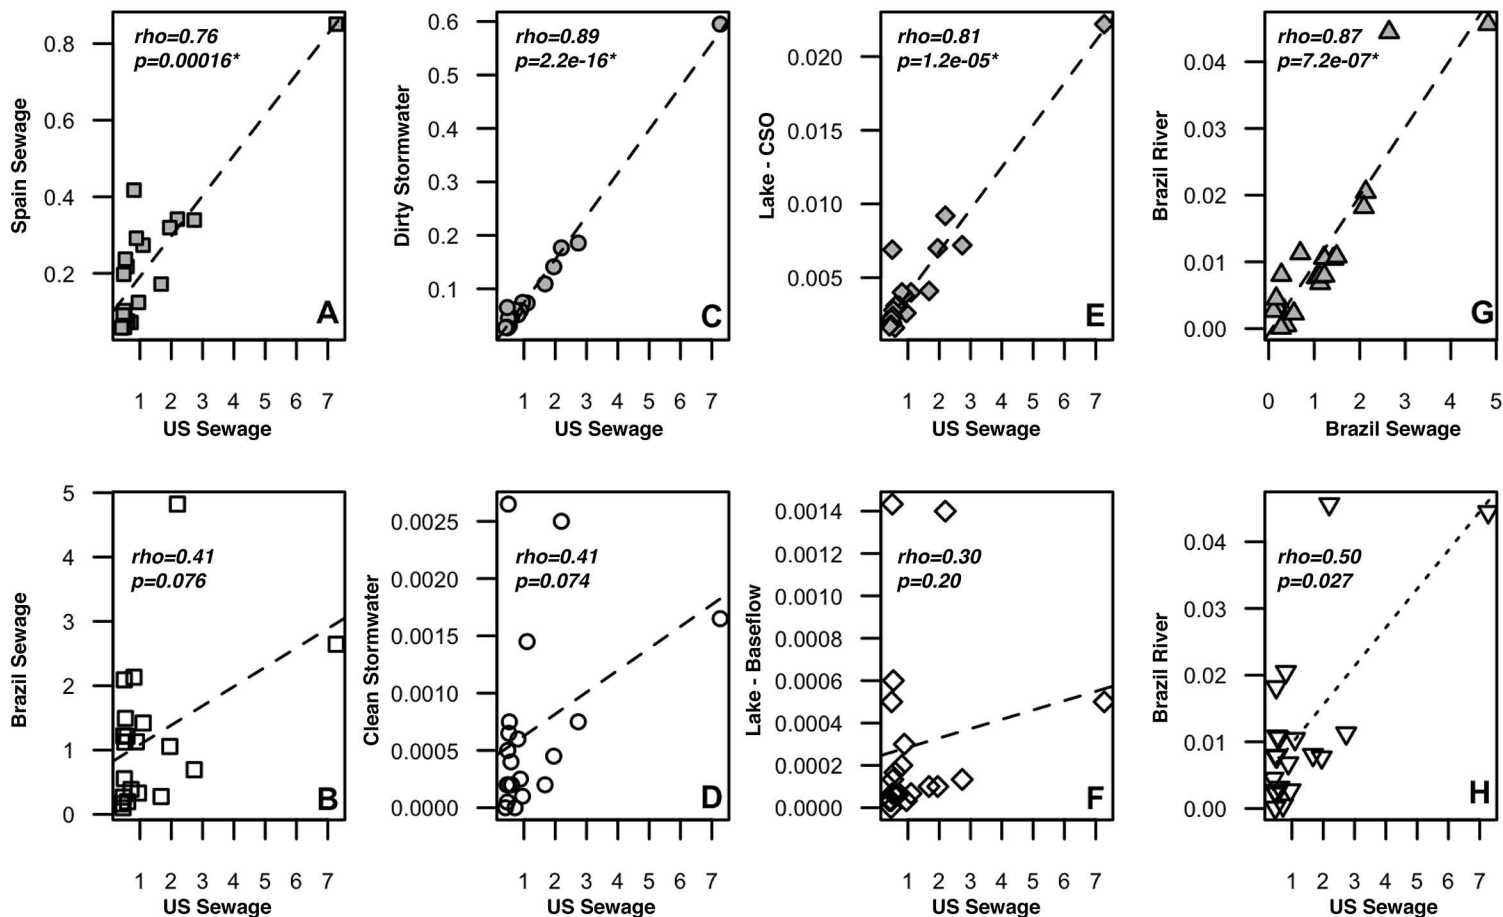 rho=0.76
p=0.00016*
0.8
0.6
0.4
0.2
Spain Sewage
A
1 2 3 4 5 6 7
US Sewage
rho=0.89
p=2.2e-16*
0.6
0.5
0.4
0.3
0.2
0.1
Dirty Stormwater
C
1 2 3 4 5 6 7
US Sewage
rho=0.81
p=1.2e-05*
0.020
0.015
0.010
0.005
Lake - CSO
E
1 2 3 4 5 6 7
US Sewage
rho=0.87
p=7.2e-07*
0.04
0.03
0.02
0.01
0.00
Brazil River
G
0 1 2 3 4 5
Brazil Sewage
5
4
3
2
1
0
rho=0.41
p=0.076
Brazil Sewage
B
1 2 3 4 5 6 7
US Sewage
0.0025
0.0020
0.0015
0.0010
0.0005
0.0000
rho=0.41
p=0.074
Clean Stormwater
D
1 2 3 4 5 6 7
US Sewage
0.0014
0.0012
0.0010
0.0008
0.0006
0.0004
0.0002
0.0000
rho=0.30
p=0.20
Lake - Baseflow
F
1 2 3 4 5 6 7
US Sewage
0.04
0.03
0.02
0.01
0.00
rho=0.50
p=0.027
Brazil River
H
1 2 3 4 5 6 7
US Sewage